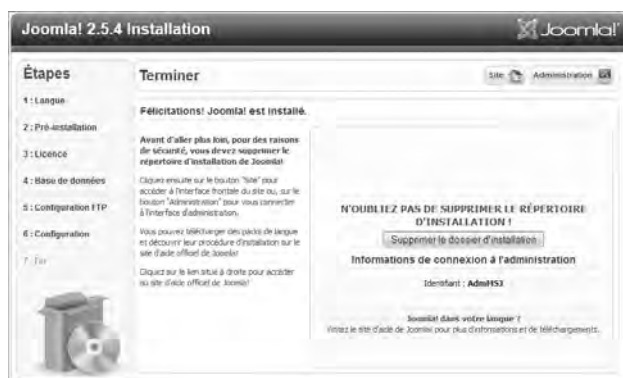 Joomla! 2.5.4 Installation
Joomla!
Étapes
1 : Langue
2 : Pré-installation
3 : Licence
4 : Base de données
5 : Configuration FTP
6 : Configuration
7 : Fin
Terminer
Site
Administration
Félicitations! Joomla! est installé.
Avant d'aller plus loin, pour des raisons
de sécurité, vous devez supprimer le
répertoire d'installation de Joomla!
Cliquez ensuite sur le bouton "Site" pour
accéder à l'interface frontale du site ou, sur le
bouton "Administration" pour vous connecter
à l'interface d'administration.
Vous pouvez télécharger des packs de langue
et découvrir leur procédure d'installation sur le
site d'aide officiel de Joomla!
Cliquez sur le lien situé à droite pour accéder
au site d'aide officiel de Joomla!
N'OUBLIEZ PAS DE SUPPRIMER LE RÉPERTOIRE
D'INSTALLATION !
Supprimer le dossier d'installation
Informations de connexion à l'administration
Identifiant :
Joomla! dans votre langue ?
Visitez le site d'aide de Joomla! pour plus d'informations et de téléchargements.